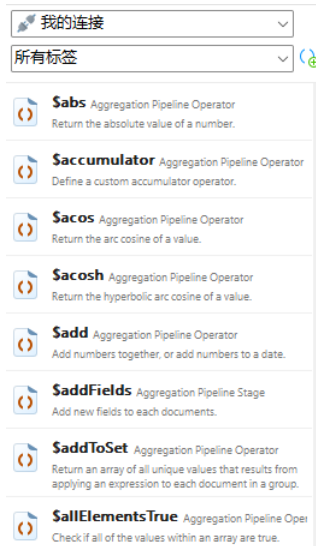 我的连接
所有标签
$abs Aggregation Pipeline Operator
Return the absolute value of a number.
$accumulator Aggregation Pipeline Operator
Define a custom accumulator operator.
$acos Aggregation Pipeline Operator
Return the arc cosine of a value.
$acosh Aggregation Pipeline Operator
Return the hyperbolic arc cosine of a value.
$add Aggregation Pipeline Operator
Add numbers together, or add numbers to a date.
$addFields Aggregation Pipeline Stage
Add new fields to each documents.
$addToSet Aggregation Pipeline Operator
Return an array of all unique values that results from
applying an expression to each document in a group.
$allElementsTrue Aggregation Pipeline Oper
Check if all of the values within an array are true.